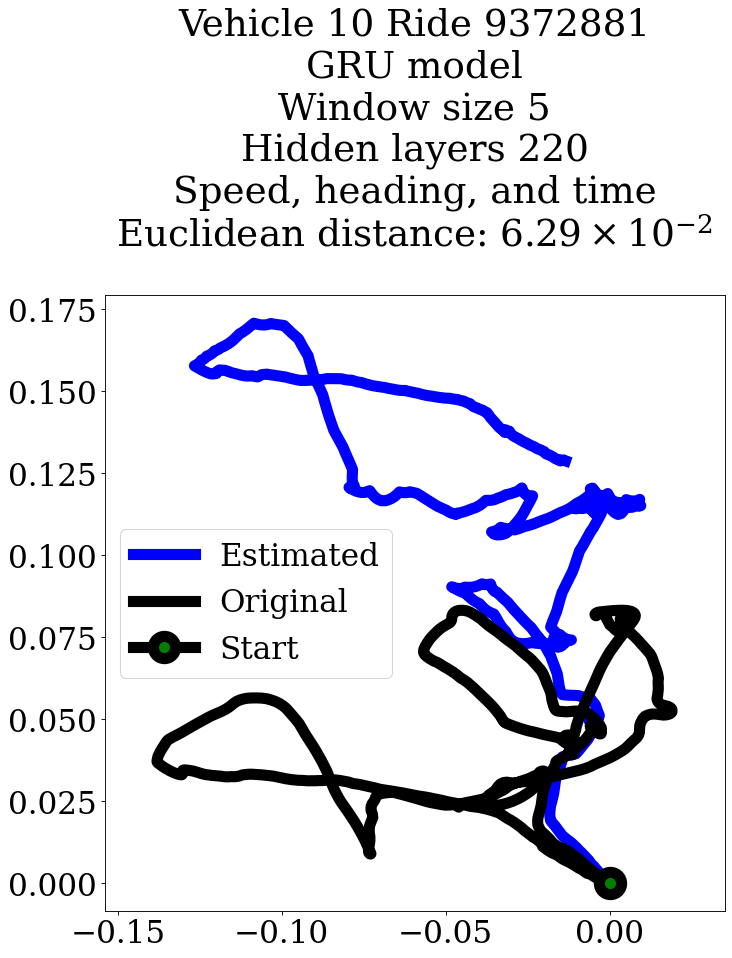 Vehicle 10 Ride 9372881
GRU model
Window size 5
Hidden layers 220
Speed, heading, and time
Euclidean distance: 6.29 × 10⁻²
0.175
0.150
0.125
0.100
0.075
0.050
0.025
0.000
Estimated
Original
Start
−0.15 −0.10 −0.05 0.00